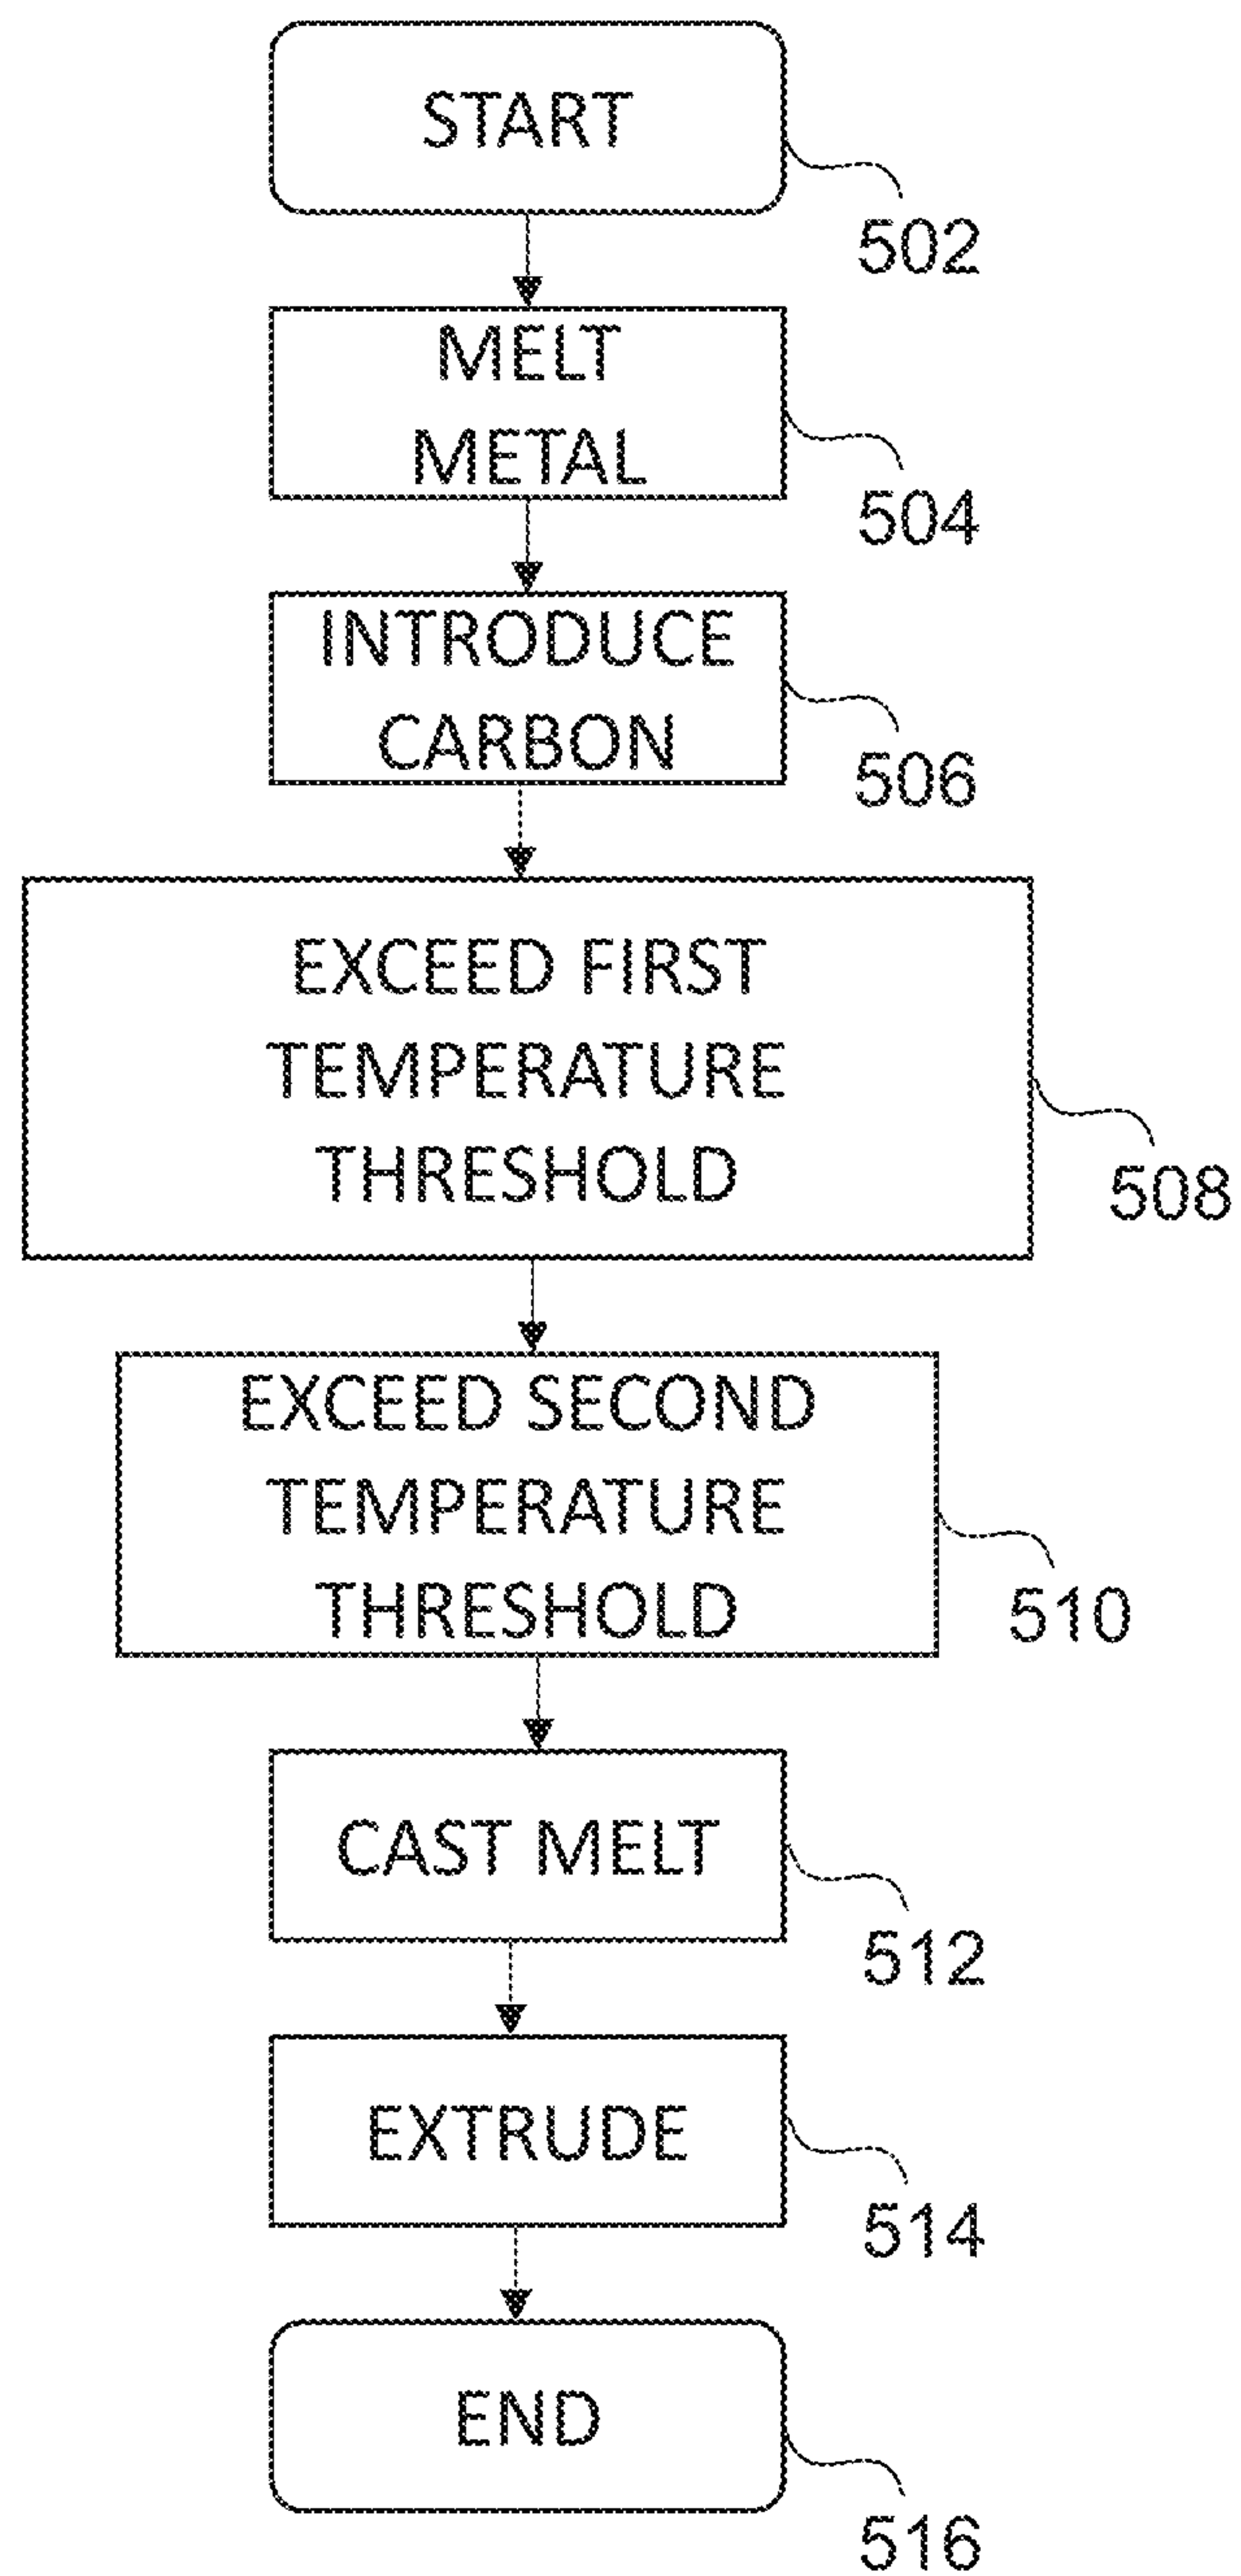 START
502
MELT
METAL
504
INTRODUCE
CARBON
506
EXCEED FIRST
TEMPERATURE
THRESHOLD
508
EXCEED SECOND
TEMPERATURE
THRESHOLD
510
CAST MELT
512
EXTRUDE
514
END
516